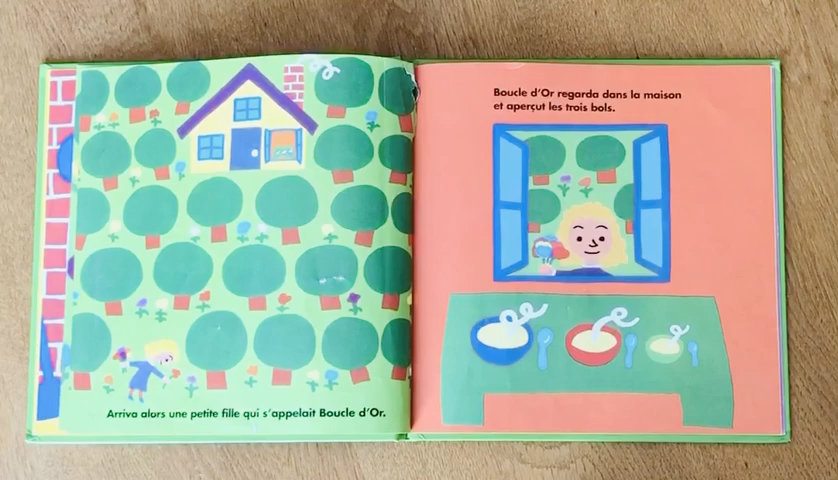 Arriva alors une petite fille qui s'appelait Boucle d'Or.
Boucle d'Or regarda dans la maison
et aperçut les trois bols.